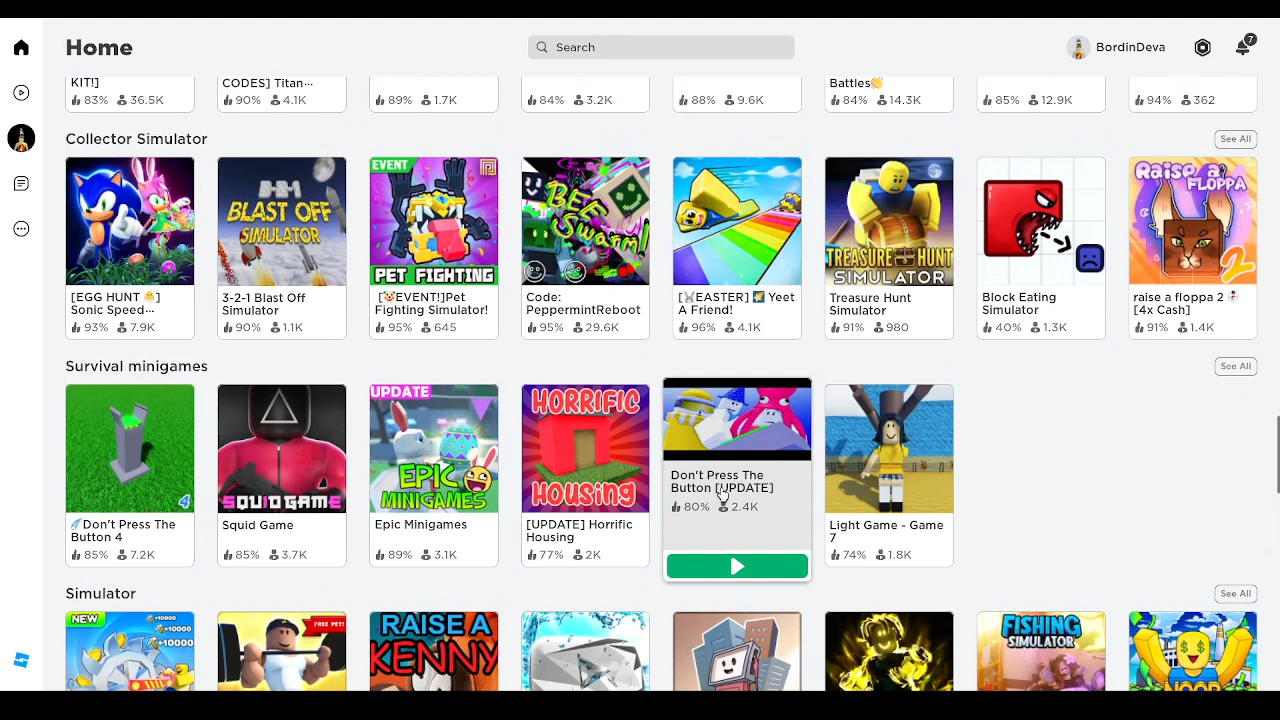 Home
Search
BordinDeva
7
KIT!]
CODES] Titan...
Battles👏
83% 36.5K
90% 4.1K
89% 1.7K
84% 3.2K
88% 9.6K
84% 14.3K
85% 12.9K
94% 362
Collector Simulator
See All
3-2-1
BLAST OFF
SIMULATOR
EVENT
PET FIGHTING
BEE
Swarm!
TREASURE HUNT
SIMULATOR
Raise a
FLOPPA
2
[EGG HUNT 🐣]
Sonic Speed...
93% 7.9K
3-2-1 Blast Off
Simulator
90% 1.1K
[🤡EVENT!]Pet
Fighting Simulator!
95% 645
Code:
PeppermintReboot
95% 29.6K
[🐰EASTER] 🌠 Yeet
A Friend!
96% 4.1K
Treasure Hunt
Simulator
91% 980
Block Eating
Simulator
40% 1.3K
raise a floppa 2
[4x Cash]
91% 1.4K
Survival minigames
See All
4
SQUID GAME
UPDATE
EPIC
MINIGAMES
HORRIFIC
HOUSING
Don't Press The
Button 4
85% 7.2K
Squid Game
85% 3.7K
Epic Minigames
89% 3.1K
[UPDATE] Horrific
Housing
77% 2K
Don't Press The
Button [UPDATE]
80% 2.4K
Light Game - Game
7
74% 1.8K
Simulator
See All
NEW
+10000
+10000
+10000
FREE PET!
RAISE A
KENNY
FISHING
SIMULATOR
NOOB